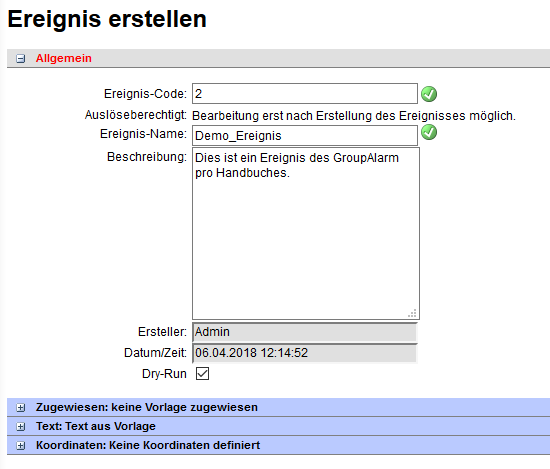 Ereignis erstellen
Allgemein
Ereignis-Code: 2
Auslöseberechtigt: Bearbeitung erst nach Erstellung des Ereignisses möglich.
Ereignis-Name: Demo_Ereignis
Beschreibung: Dies ist ein Ereignis des GroupAlarm
pro Handbuches.
Ersteller: Admin
Datum/Zeit: 06.04.2018 12:14:52
Dry-Run
Zugewiesen: keine Vorlage zugewiesen
Text: Text aus Vorlage
Koordinaten: Keine Koordinaten definiert